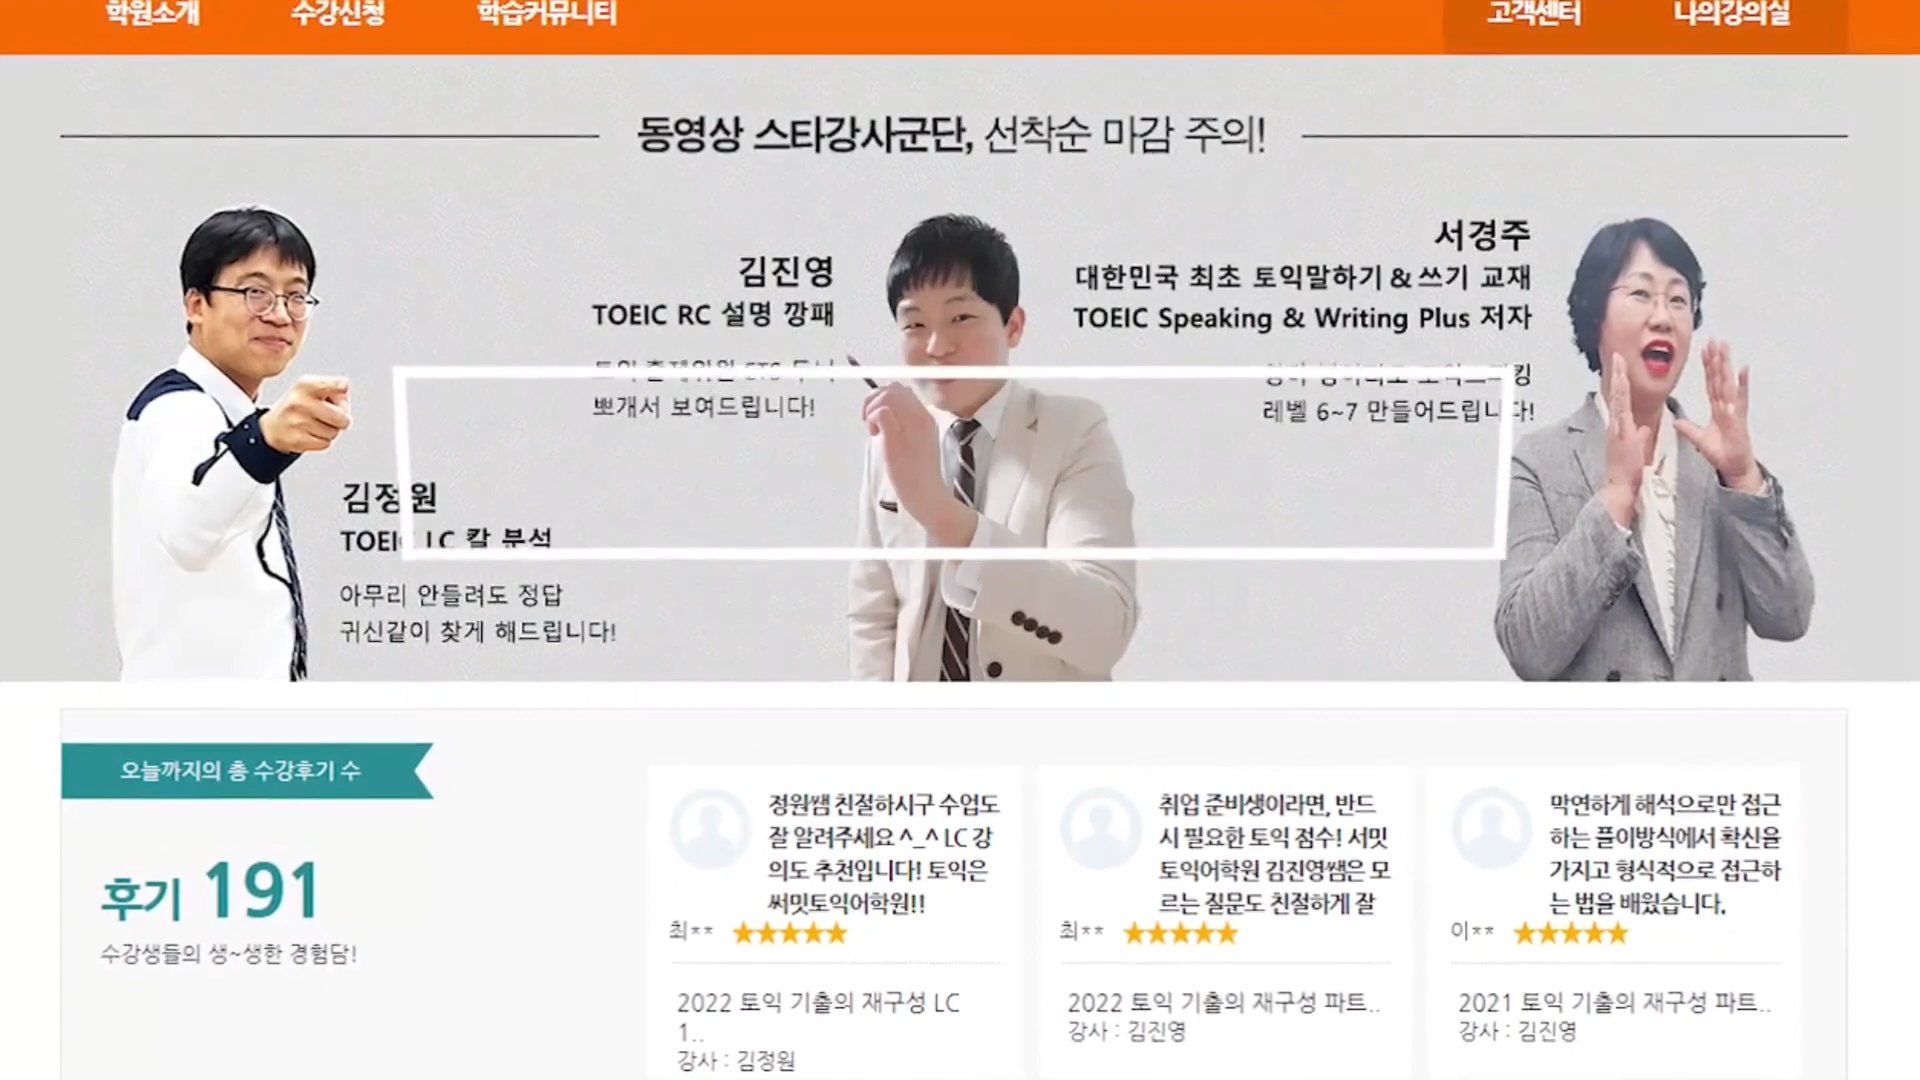 학원소개
수강신청
학습커뮤니티
고객센터
나의강의실
동영상 스타강사군단, 선착순 마감 주의!
서경주
대한민국 최초 토익말하기 & 쓰기 교재
TOEIC Speaking & Writing Plus 저자
레벨 6~7 만들어드립니다!
김진영
TOEIC RC 설명 깡패
뽀개서 보여드립니다!
김정원
TOEIC LC 칼 분석
아무리 안들려도 정답
귀신같이 찾게 해드립니다!
오늘까지의 총 수강후기 수
후기 191
수강생들의 생~생한 경험담!
정원쌤 친절하시구 수업도
잘 알려주세요 ^_^ LC 강
의도 추천입니다! 토익은
써밋토익어학원!!
최**
2022 토익 기출의 재구성 LC
1..
강사 : 김정원
취업 준비생이라면, 반드
시 필요한 토익 점수! 서밋
토익어학원 김진영쌤은 모
르는 질문도 친절하게 잘
최**
2022 토익 기출의 재구성 파트..
강사 : 김진영
막연하게 해석으로만 접근
하는 플이방식에서 확신을
가지고 형식적으로 접근하
는 법을 배웠습니다.
이**
2021 토익 기출의 재구성 파트..
강사 : 김진영